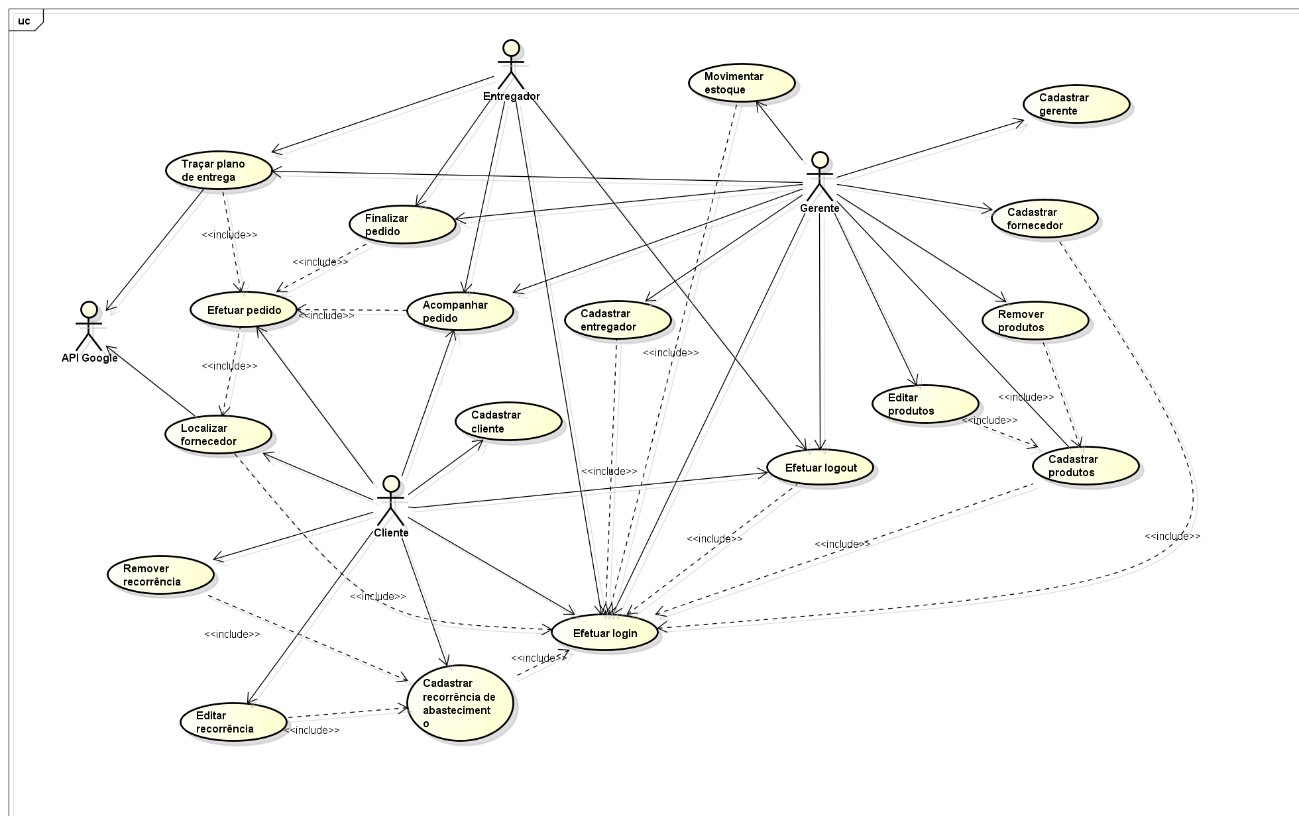 uc
Entregador
Movimentar
estoque
Cadastrar
gerente
Traçar plano
de entrega
Gerente
Finalizar
pedido
Cadastrar
fornecedor
<<include>>
<<include>>
Efetuar pedido
Acompanhar
pedido
<<include>>
Cadastrar
entregador
Remover
produtos
API Google
<<include>>
<<include>>
Editar
produtos
<<include>>
<<include>>
Localizar
fornecedor
Cadastrar
cliente
Efetuar logout
Cadastrar
produtos
<<include>>
Cliente
<<include>>
<<include>>
<<include>>
Remover
recorrência
<<include>>
<<include>>
Efetuar login
<<include>>
Cadastrar
recorrência de
abasteciment
o
Editar
recorrência
<<include>>